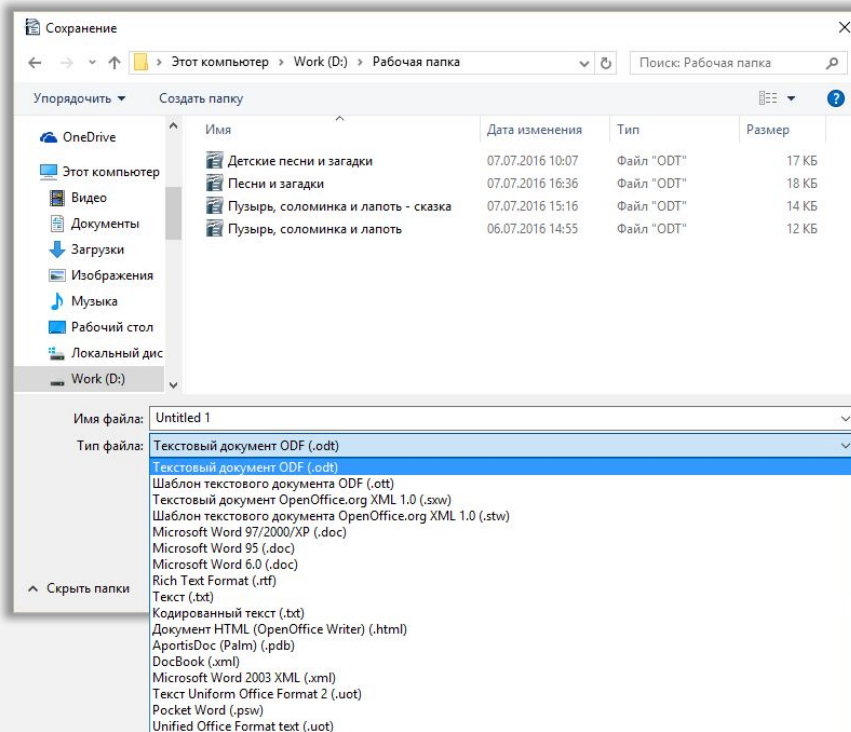 Сохранение
Этот компьютер > Work (D:) > Рабочая папка
Поиск: Рабочая папка
Упорядочить
Создать папку
OneDrive
Этот компьютер
Видео
Документы
Загрузки
Изображения
Музыка
Рабочий стол
Локальный дис
Work (D:)
Имя Дата изменения Тип Размер
Детские песни и загадки 07.07.2016 10:07 Файл "ODT" 17 КБ
Песни и загадки 07.07.2016 16:36 Файл "ODT" 18 КБ
Пузырь, соломинка и лапоть - сказка 07.07.2016 15:16 Файл "ODT" 14 КБ
Пузырь, соломинка и лапоть 06.07.2016 14:55 Файл "ODT" 12 КБ
Имя файла: Untitled 1
Тип файла: Текстовый документ ODF (.odt)
Текстовый документ ODF (.odt)
Шаблон текстового документа ODF (.ott)
Текстовый документ OpenOffice.org XML 1.0 (.sxw)
Шаблон текстового документа OpenOffice.org XML 1.0 (.stw)
Microsoft Word 97/2000/XP (.doc)
Microsoft Word 95 (.doc)
Microsoft Word 6.0 (.doc)
Rich Text Format (.rtf)
Текст (.txt)
Кодированный текст (.txt)
Документ HTML (OpenOffice Writer) (.html)
AportisDoc (Palm) (.pdb)
DocBook (.xml)
Microsoft Word 2003 XML (.xml)
Текст Uniform Office Format 2 (.uot)
Pocket Word (.psw)
Unified Office Format text (.uot)
Скрыть папки